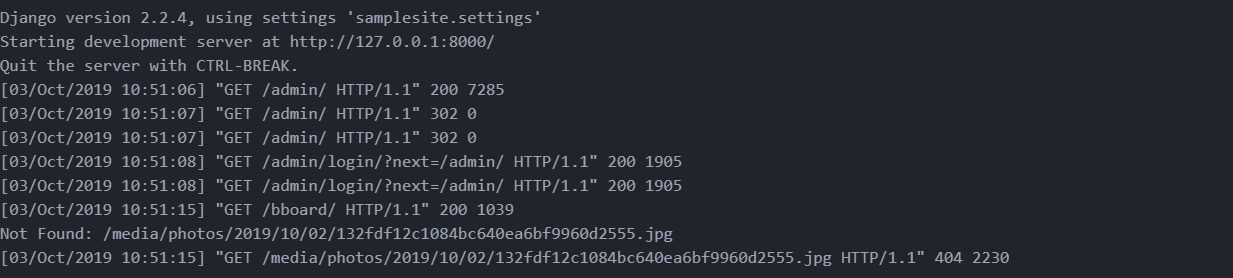 Django version 2.2.4, using settings 'samplesite.settings'
Starting development server at http://127.0.0.1:8000/
Quit the server with CTRL-BREAK.
[03/Oct/2019 10:51:06] "GET /admin/ HTTP/1.1" 200 7285
[03/Oct/2019 10:51:07] "GET /admin/ HTTP/1.1" 302 0
[03/Oct/2019 10:51:07] "GET /admin/ HTTP/1.1" 302 0
[03/Oct/2019 10:51:08] "GET /admin/login/?next=/admin/ HTTP/1.1" 200 1905
[03/Oct/2019 10:51:08] "GET /admin/login/?next=/admin/ HTTP/1.1" 200 1905
[03/Oct/2019 10:51:15] "GET /bboard/ HTTP/1.1" 200 1039
Not Found: /media/photos/2019/10/02/132fdf12c1084bc640ea6bf9960d2555.jpg
[03/Oct/2019 10:51:15] "GET /media/photos/2019/10/02/132fdf12c1084bc640ea6bf9960d2555.jpg HTTP/1.1" 404 2230